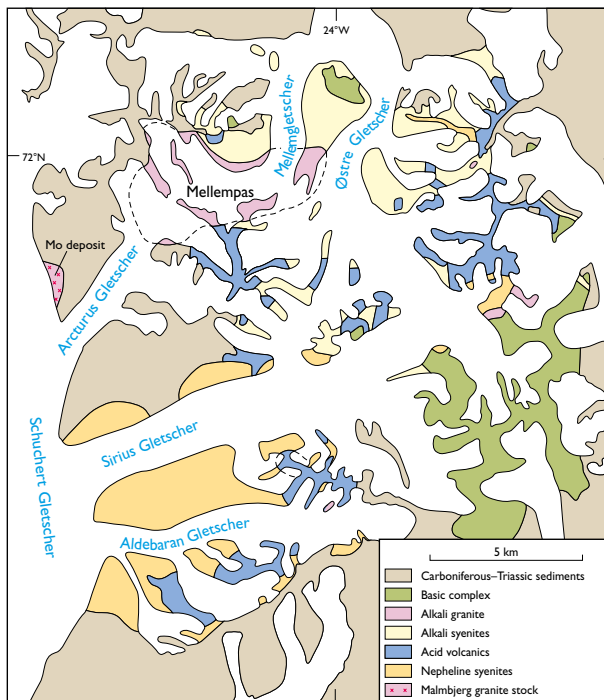 24°W
Mellemgletscher
Østre Gletscher
72°N
Mellempas
Mo deposit
Arcturus Gletscher
Schuchert Gletscher
Sirius Gletscher
Aldebaran Gletscher
5 km
Carboniferous–Triassic sediments
Basic complex
Alkali granite
Alkali syenites
Acid volcanics
Nepheline syenites
Malmbjerg granite stock